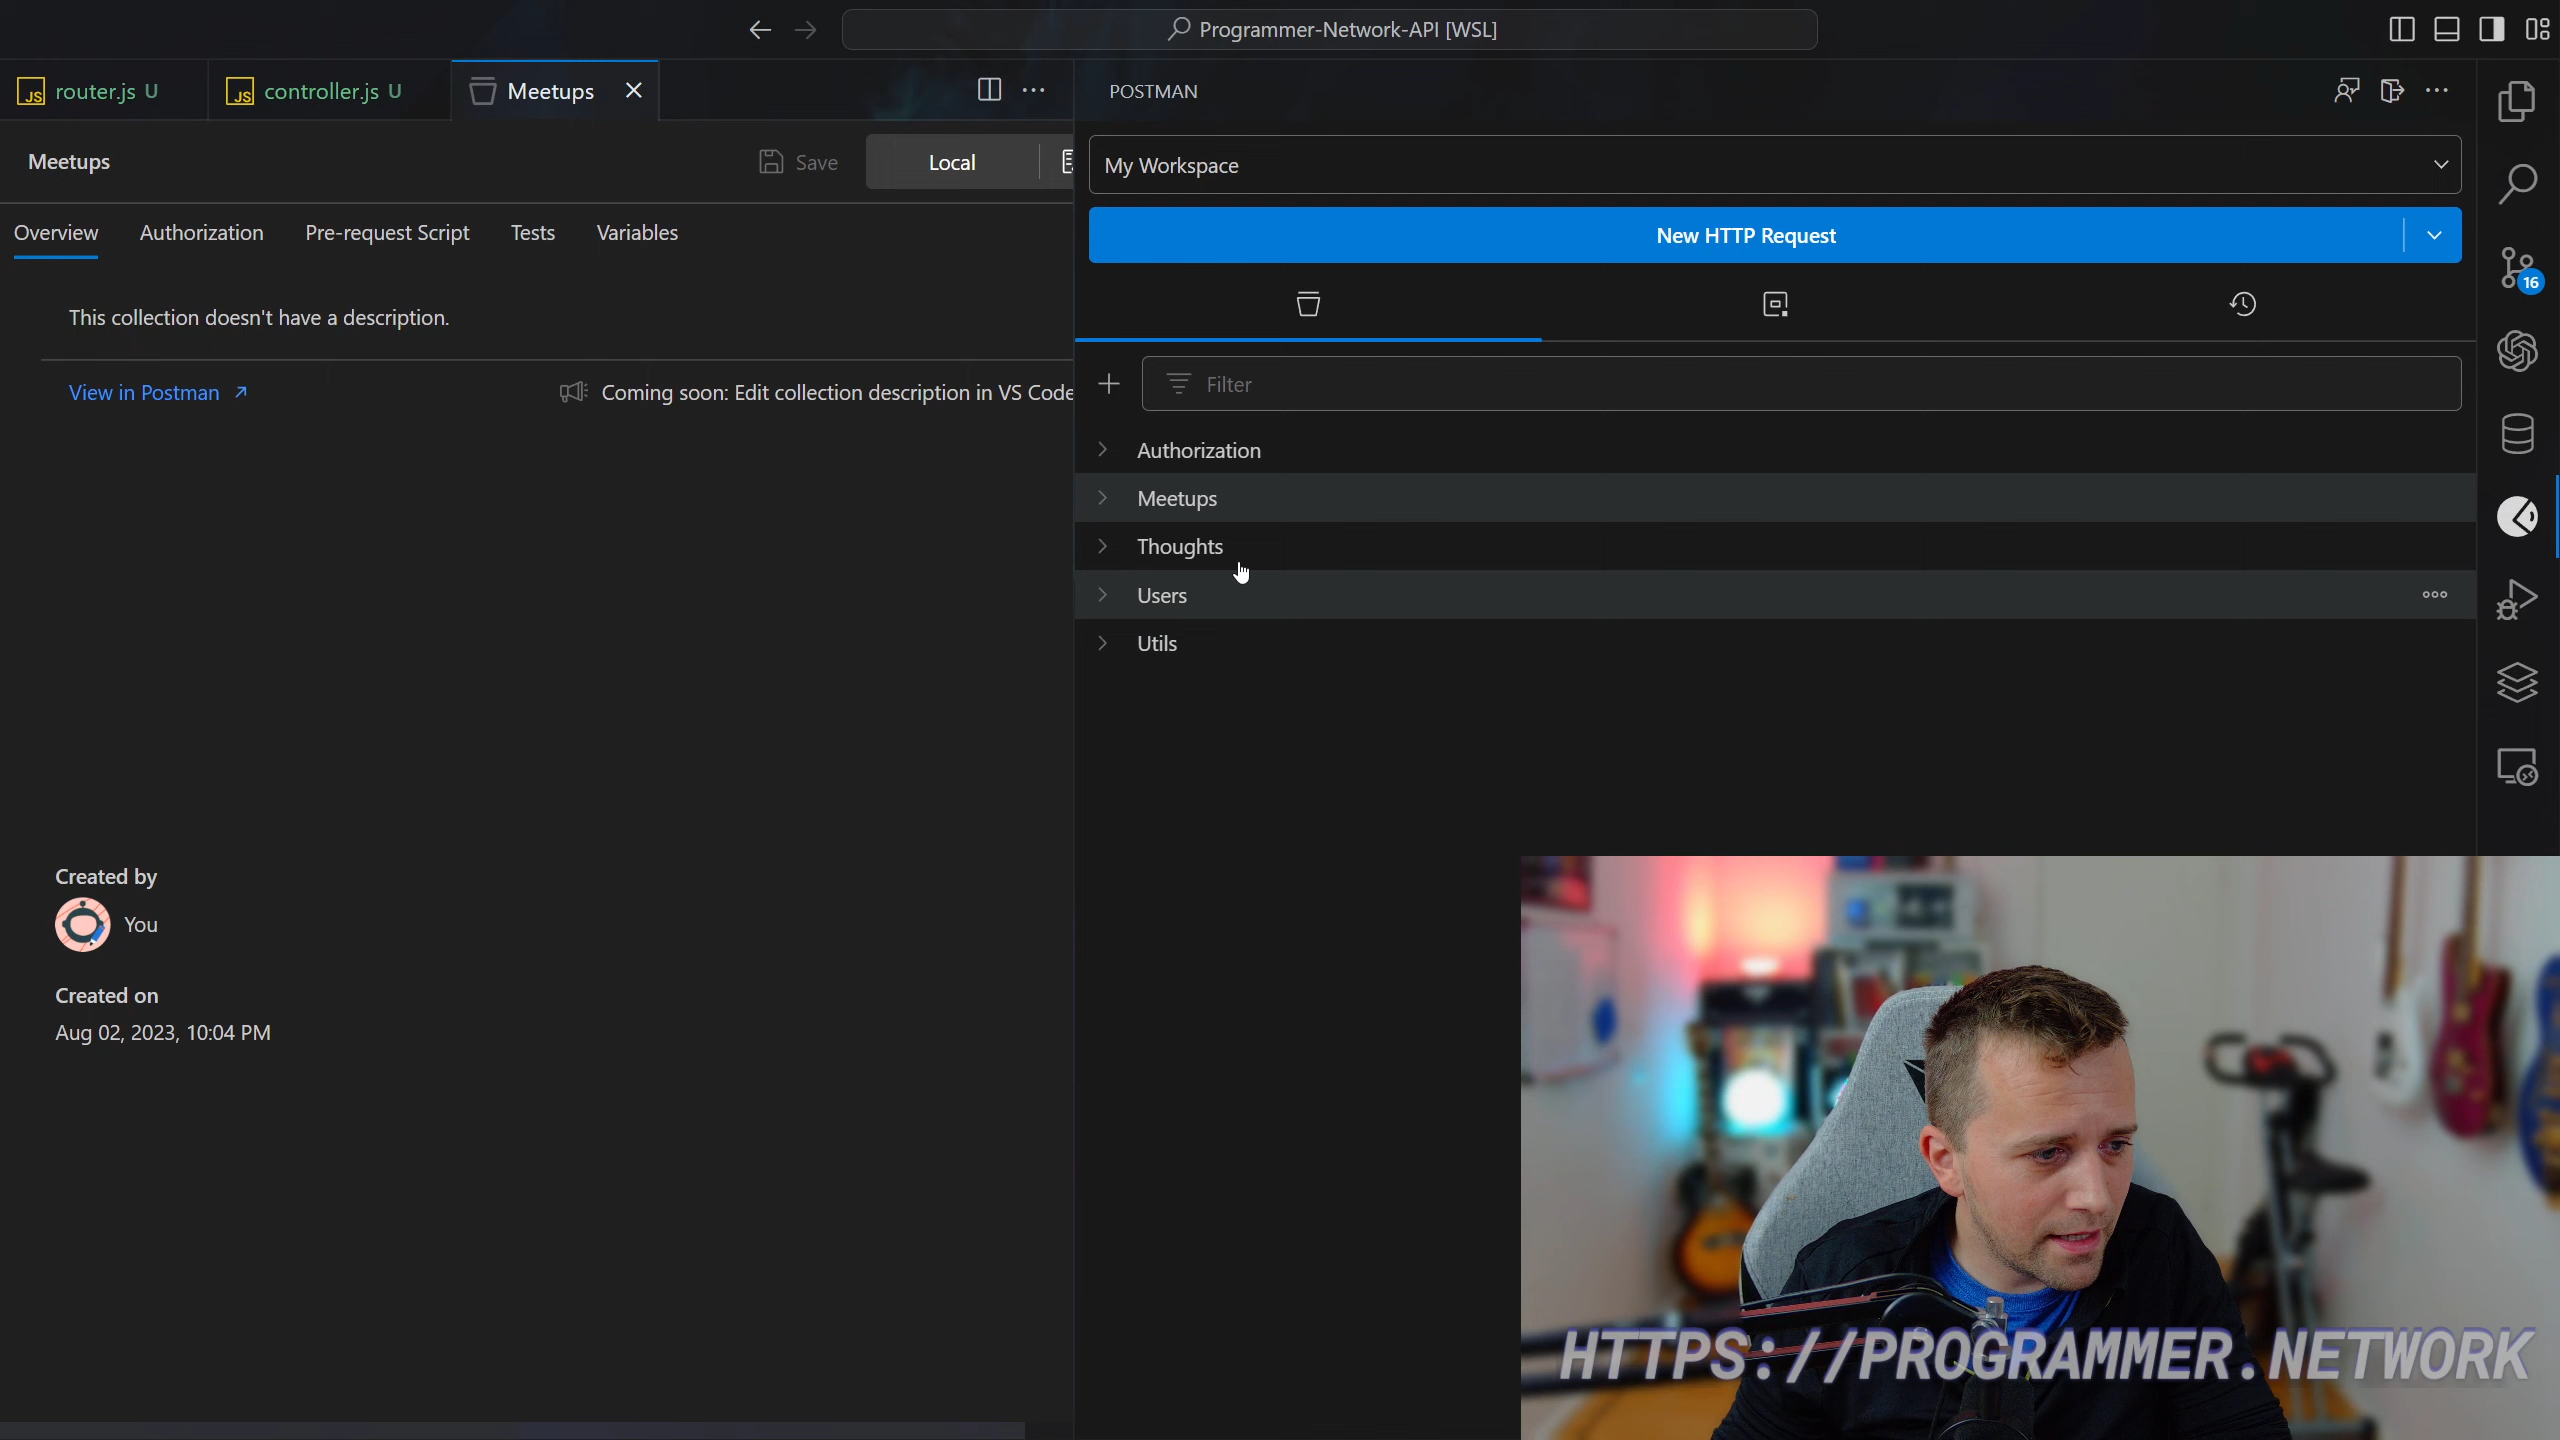 Programmer-Network-API [WSL]
JS router.js U
JS controller.js U
Meetups
POSTMAN
Meetups
Save
Local
My Workspace
Overview
Authorization
Pre-request Script
Tests
Variables
New HTTP Request
16
This collection doesn't have a description.
View in Postman
Coming soon: Edit collection description in VS Code
Filter
Authorization
Meetups
Thoughts
Users
Utils
Created by
You
Created on
Aug 02, 2023, 10:04 PM
HTTPS://PROGRAMMER.NETWORK